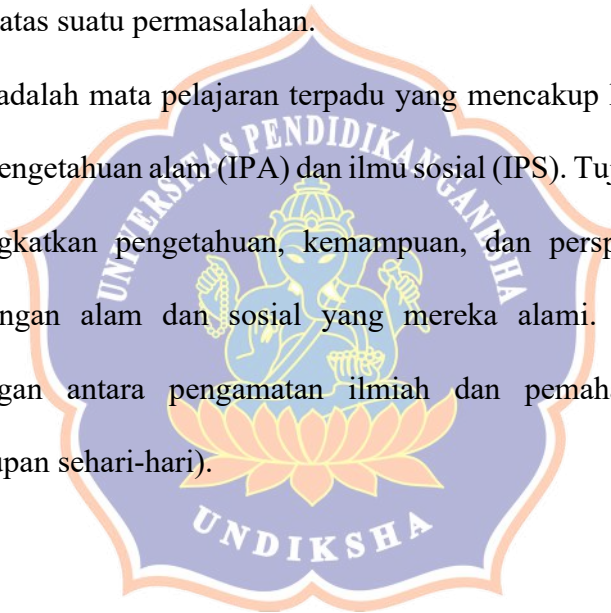 atas suatu permasalahan.
adalah mata pelajaran terpadu yang mencakup
engetahuan alam (IPA) dan ilmu sosial (IPS). Tuj
gkatkan pengetahuan, kemampuan, dan persp
ngan alam dan sosial yang mereka alami.
gan antara pengamatan ilmiah dan pemaha
upan sehari-hari).
UNIVERSITAS PENDIDIKAN GANESHA
UNDIKSHA